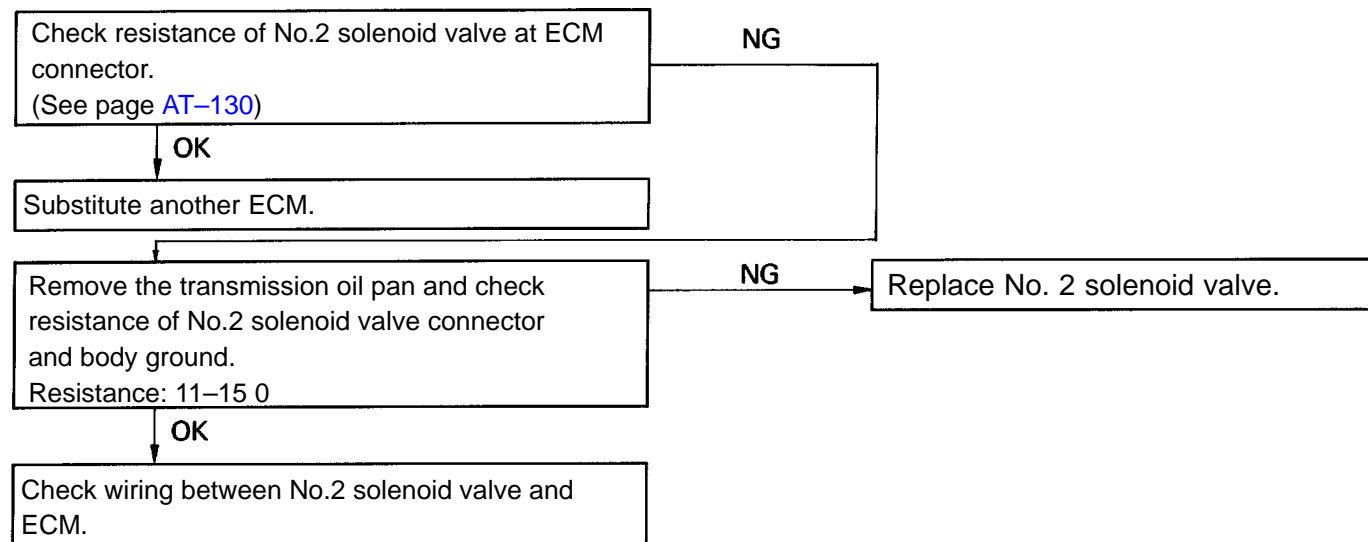 Check resistance of No.2 solenoid valve at ECM
connector.
(See page AT–130)
NG
OK
Substitute another ECM.
Remove the transmission oil pan and check
resistance of No.2 solenoid valve connector
and body ground.
Resistance: 11–15 0
NG
Replace No. 2 solenoid valve.
OK
Check wiring between No.2 solenoid valve and
ECM.